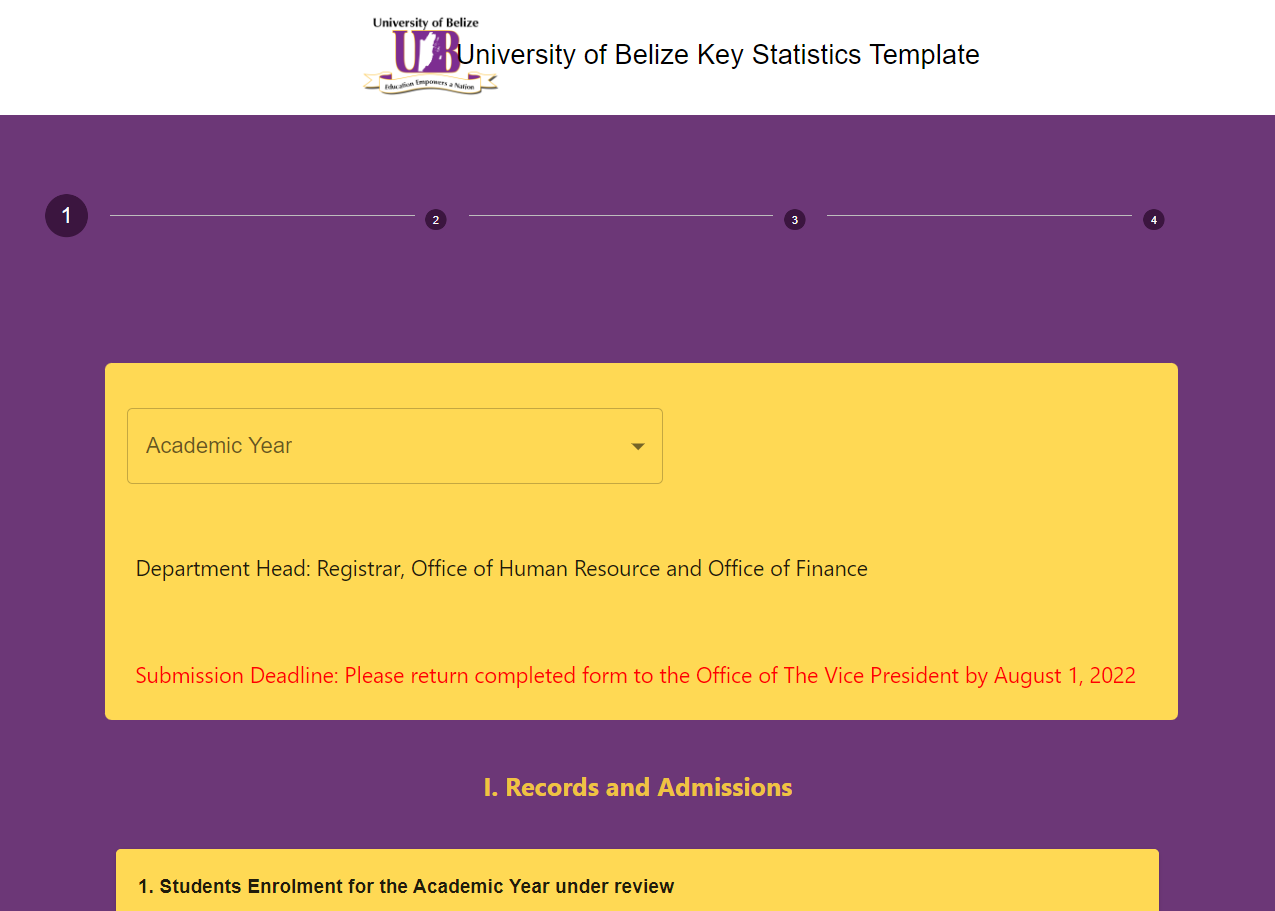 University of Belize
UB
Education Empowers a Nation
University of Belize Key Statistics Template
1
2
3
4
Academic Year
Department Head: Registrar, Office of Human Resource and Office of Finance
Submission Deadline: Please return completed form to the Office of The Vice President by August 1, 2022
I. Records and Admissions
1. Students Enrolment for the Academic Year under review